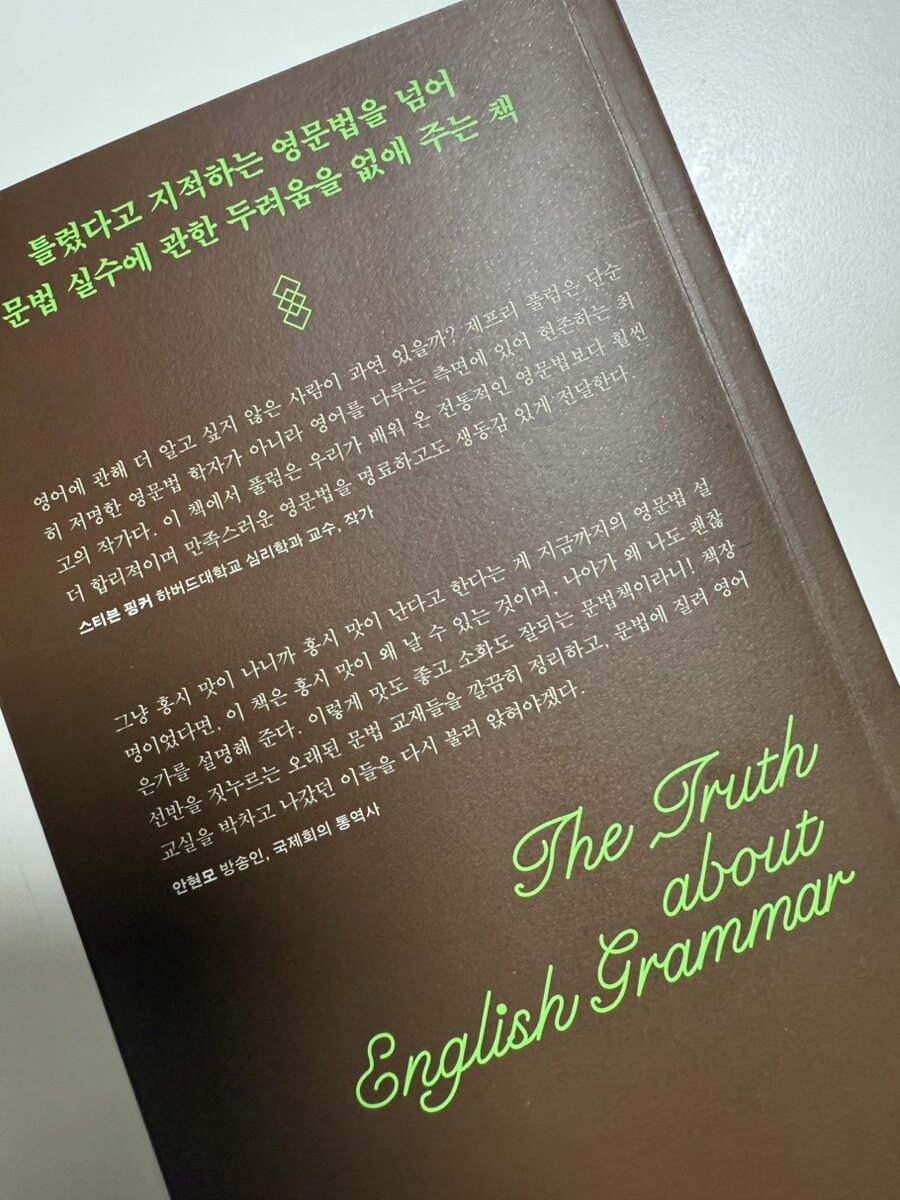 틀렸다고 지적하는 영문법을 넘어
문법 실수에 관한 두려움을 없애 주는 책
영어에 관해 더 알고 싶지 않은 사람이 과연 있을까? 제프리 풀럼은 단순
히 저명한 영문법 학자가 아니라 영어를 다루는 측면에 있어 현존하는 최
고의 작가다. 이 책에서 풀럼은 우리가 배워 온 전통적인 영문법보다 훨씬
더 합리적이며 만족스러운 영문법을 명료하고도 생동감 있게 전달한다.
스티븐 핑커 하버드대학교 심리학과 교수, 작가
그냥 홍시 맛이 나니까 홍시 맛이 난다고 한다는 게 지금까지의 영문법 설
명이었다면, 이 책은 홍시 맛이 왜 날 수 있는 것이며, 나아가 왜 나도 괜찮
은가를 설명해 준다. 이렇게 맛도 좋고 소화도 잘되는 문법책이라니! 책장
선반을 짓누르는 오래된 문법 교재들을 깔끔히 정리하고, 문법에 질려 영어
교실을 박차고 나갔던 이들을 다시 불러 앉혀야겠다.
안현모 방송인, 국제회의 통역사
The Truth
about
English Grammar